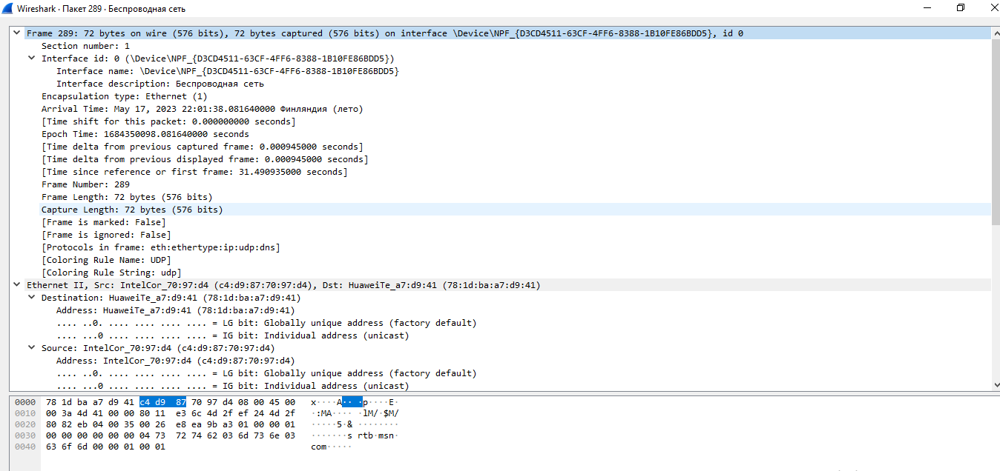 Wireshark · Пакет 289 · Беспроводная сеть
Frame 289: 72 bytes on wire (576 bits), 72 bytes captured (576 bits) on interface \Device\NPF_{D3CD4511-63CF-4FF6-8388-1B10FE86BDD5}, id 0
Section number: 1
Interface id: 0 (\Device\NPF_{D3CD4511-63CF-4FF6-8388-1B10FE86BDD5})
Interface name: \Device\NPF_{D3CD4511-63CF-4FF6-8388-1B10FE86BDD5}
Interface description: Беспроводная сеть
Encapsulation type: Ethernet (1)
Arrival Time: May 17, 2023 22:01:38.081640000 Финляндия (лето)
[Time shift for this packet: 0.000000000 seconds]
Epoch Time: 1684350098.081640000 seconds
[Time delta from previous captured frame: 0.000945000 seconds]
[Time delta from previous displayed frame: 0.000945000 seconds]
[Time since reference or first frame: 31.490935000 seconds]
Frame Number: 289
Frame Length: 72 bytes (576 bits)
Capture Length: 72 bytes (576 bits)
[Frame is marked: False]
[Frame is ignored: False]
[Protocols in frame: eth:ethertype:ip:udp:dns]
[Coloring Rule Name: UDP]
[Coloring Rule String: udp]
Ethernet II, Src: IntelCor_70:97:d4 (c4:d9:87:70:97:d4), Dst: HuaweiTe_a7:d9:41 (78:1d:ba:a7:d9:41)
Destination: HuaweiTe_a7:d9:41 (78:1d:ba:a7:d9:41)
Address: HuaweiTe_a7:d9:41 (78:1d:ba:a7:d9:41)
.... ..0. .... .... .... .... = LG bit: Globally unique address (factory default)
.... ...0 .... .... .... .... = IG bit: Individual address (unicast)
Source: IntelCor_70:97:d4 (c4:d9:87:70:97:d4)
Address: IntelCor_70:97:d4 (c4:d9:87:70:97:d4)
.... ..0. .... .... .... .... = LG bit: Globally unique address (factory default)
.... ...0 .... .... .... .... = IG bit: Individual address (unicast)
0000 78 1d ba a7 d9 41 c4 d9 87 70 97 d4 08 00 45 00 x····A·· ·p····E·
0010 00 3a 4d 41 00 00 80 11 e3 6c 4d 2f ef 24 4d 2f ·:MA···· ·lM/·$M/
0020 80 82 eb 04 00 35 00 26 e8 ea 9b a3 01 00 00 01 ·····5·& ········
0030 00 00 00 00 00 00 04 73 72 74 62 03 6d 73 6e 03 ·······s rtb·msn·
0040 63 6f 6d 00 00 01 00 01 com·····